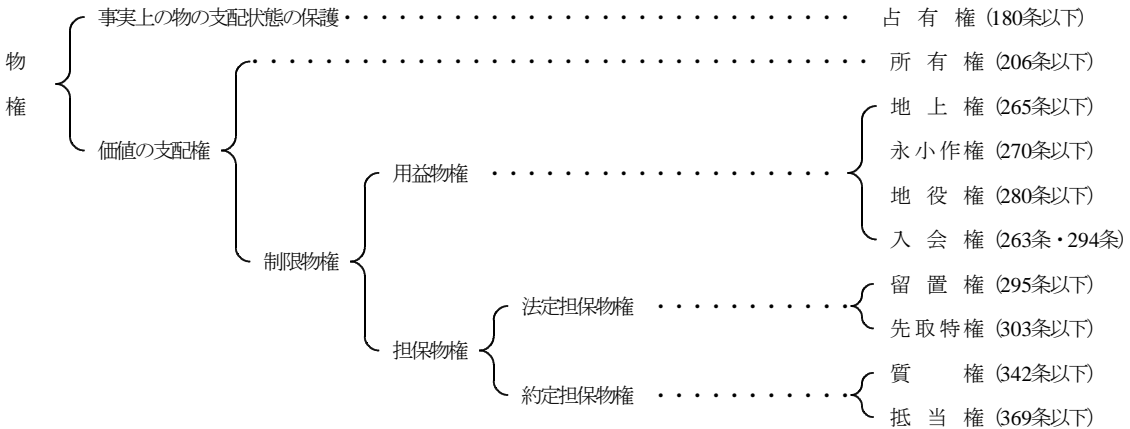 事実上の物の支配状態の保護・・・・・・・・・・・・・・・・・・・・・・・・・・・・ 占有権(180条以下)
物権
・・・・・・・・・・・・・・・・・・・・・・・・・・・・・・・・・・ 所有権(206条以下)
価値の支配権
地上権(265条以下)
永小作権(270条以下)
用益物権 ・・・・・・・・・・・・・・・・・・・
地役権(280条以下)
入会権(263条・294条)
制限物権
留置権(295条以下)
法定担保物権 ・・・・・・・・・・・
先取特権(303条以下)
担保物権
質権(342条以下)
約定担保物権 ・・・・・・・・・・・
抵当権(369条以下)